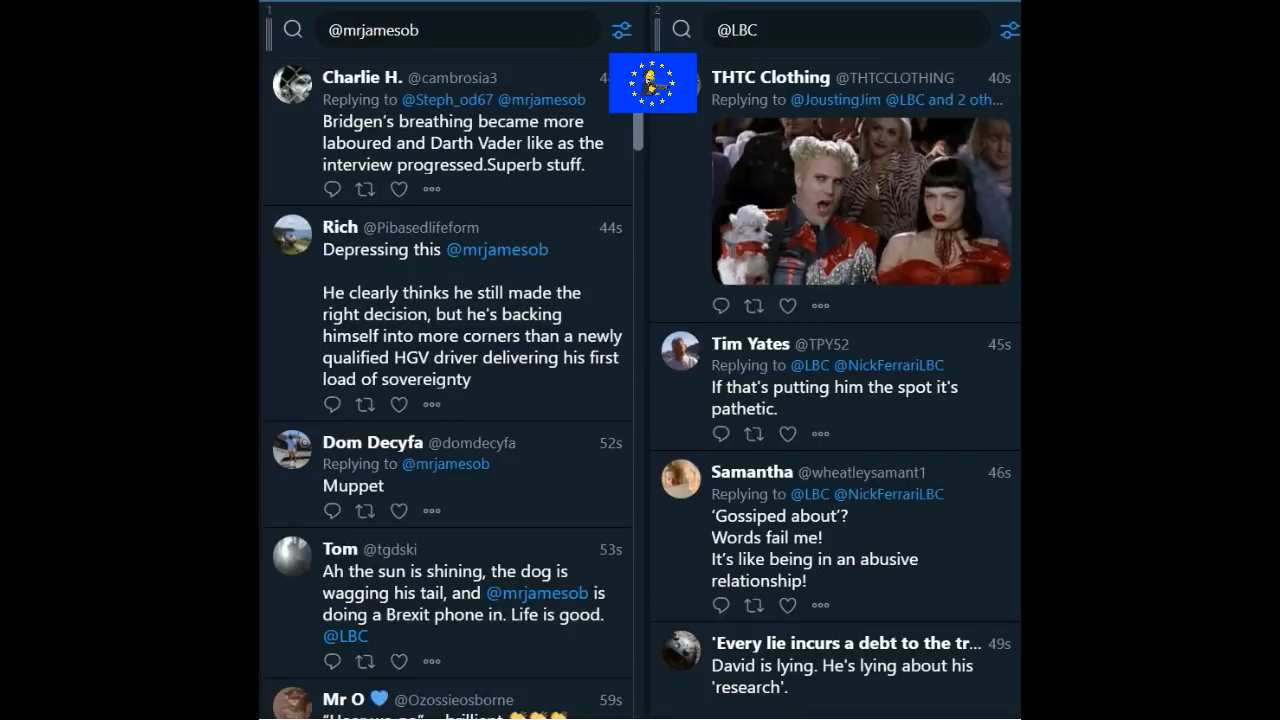 1
@mrjamesob
Charlie H. @cambrosia3
Replying to @Steph_od67 @mrjamesob
Bridgen's breathing became more
laboured and Darth Vader like as the
interview progressed.Superb stuff.
Rich @Pibasedlifeform 44s
Depressing this @mrjamesob
He clearly thinks he still made the
right decision, but he's backing
himself into more corners than a newly
qualified HGV driver delivering his first
load of sovereignty
Dom Decyfa @domdecyfa 52s
Replying to @mrjamesob
Muppet
Tom @tgdski 53s
Ah the sun is shining, the dog is
wagging his tail, and @mrjamesob is
doing a Brexit phone in. Life is good.
@LBC
Mr O @Ozossieosborne 59s
2
@LBC
THTC Clothing @THTCCLOTHING 40s
Replying to @JoustingJim @LBC and 2 oth...
Tim Yates @TPY52 45s
Replying to @LBC @NickFerrariLBC
If that's putting him the spot it's
pathetic.
Samantha @wheatleysamant1 46s
Replying to @LBC @NickFerrariLBC
‘Gossiped about’?
Words fail me!
It’s like being in an abusive
relationship!
'Every lie incurs a debt to the tr... 49s
David is lying. He's lying about his
'research'.